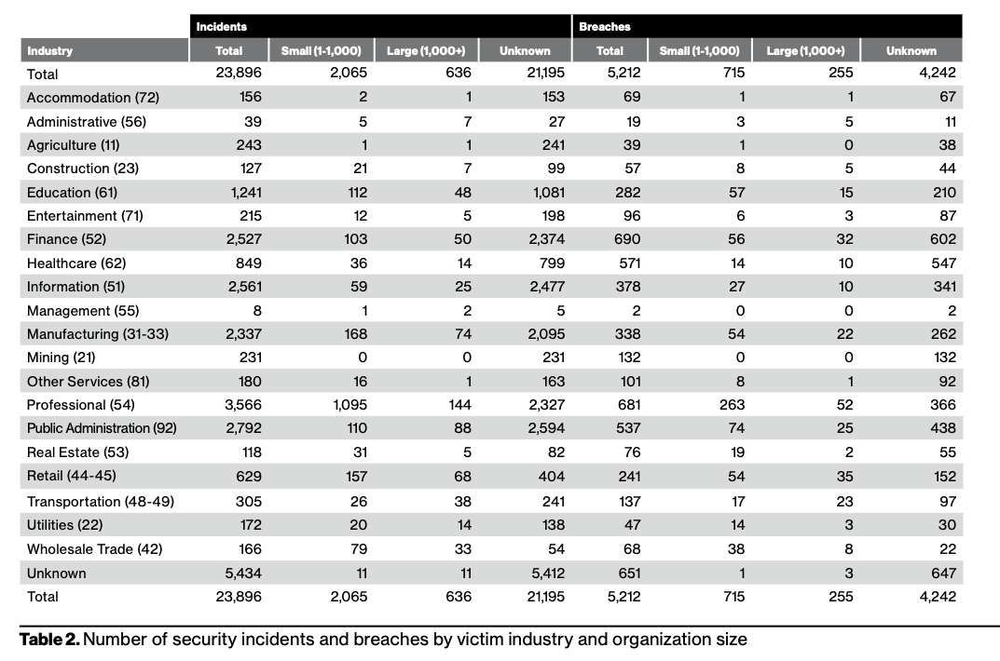 Incidents Breaches
Industry Total Small (1-1,000) Large (1,000+) Unknown Total Small (1-1,000) Large (1,000+) Unknown
Total 23,896 2,065 636 21,195 5,212 715 255 4,242
Accommodation (72) 156 2 1 153 69 1 1 67
Administrative (56) 39 5 7 27 19 3 5 11
Agriculture (11) 243 1 1 241 39 1 0 38
Construction (23) 127 21 7 99 57 8 5 44
Education (61) 1,241 112 48 1,081 282 57 15 210
Entertainment (71) 215 12 5 198 96 6 3 87
Finance (52) 2,527 103 50 2,374 690 56 32 602
Healthcare (62) 849 36 14 799 571 14 10 547
Information (51) 2,561 59 25 2,477 378 27 10 341
Management (55) 8 1 2 5 2 0 0 2
Manufacturing (31-33) 2,337 168 74 2,095 338 54 22 262
Mining (21) 231 0 0 231 132 0 0 132
Other Services (81) 180 16 1 163 101 8 1 92
Professional (54) 3,566 1,095 144 2,327 681 263 52 366
Public Administration (92) 2,792 110 88 2,594 537 74 25 438
Real Estate (53) 118 31 5 82 76 19 2 55
Retail (44-45) 629 157 68 404 241 54 35 152
Transportation (48-49) 305 26 38 241 137 17 23 97
Utilities (22) 172 20 14 138 47 14 3 30
Wholesale Trade (42) 166 79 33 54 68 38 8 22
Unknown 5,434 11 11 5,412 651 1 3 647
Total 23,896 2,065 636 21,195 5,212 715 255 4,242
Table 2. Number of security incidents and breaches by victim industry and organization size